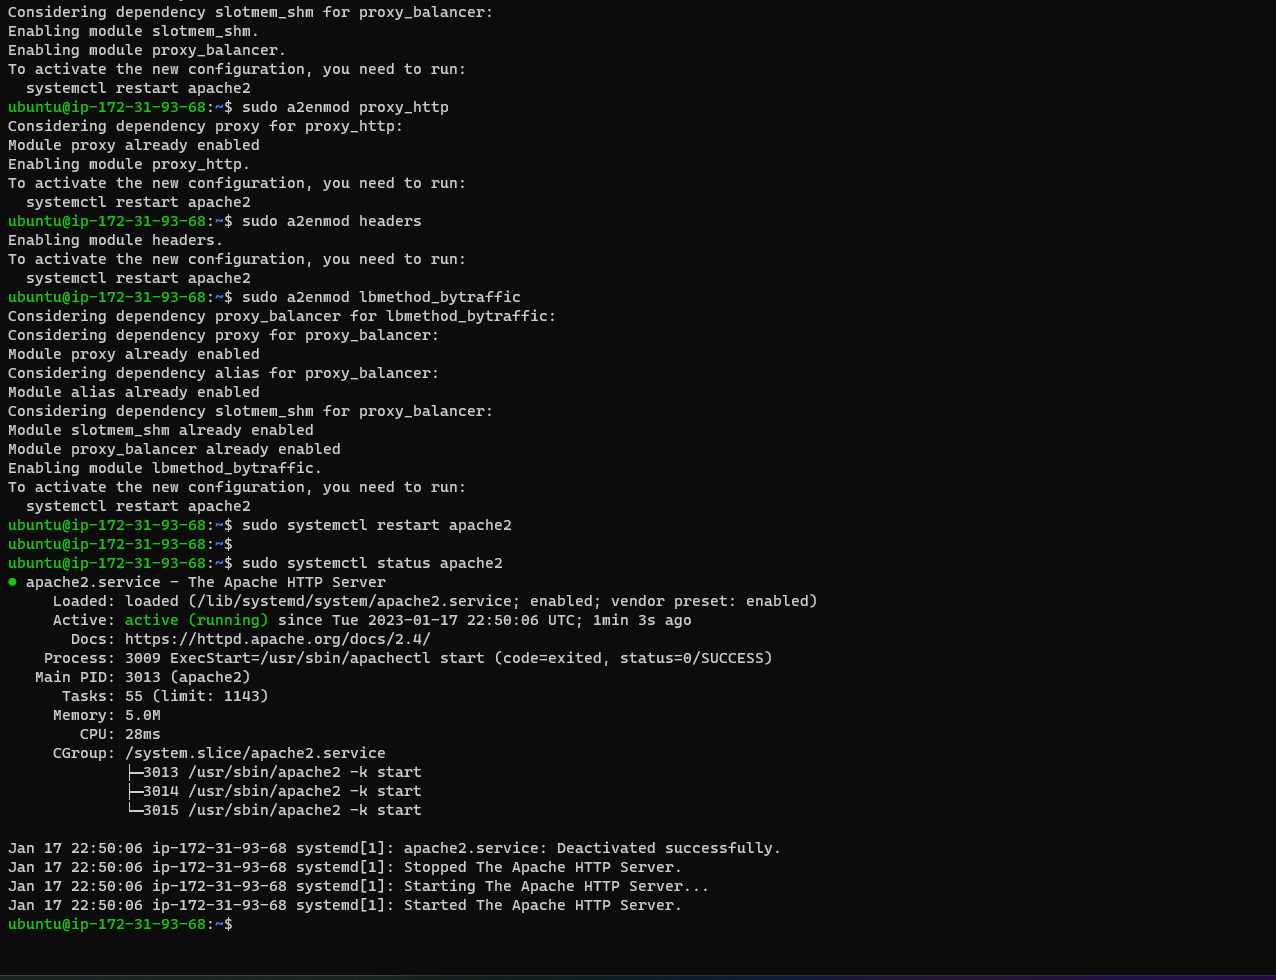 Considering dependency slotmem_shm for proxy_balancer:
Enabling module slotmem_shm.
Enabling module proxy_balancer.
To activate the new configuration, you need to run:
  systemctl restart apache2
ubuntu@ip-172-31-93-68:~$ sudo a2enmod proxy_http
Considering dependency proxy for proxy_http:
Module proxy already enabled
Enabling module proxy_http.
To activate the new configuration, you need to run:
  systemctl restart apache2
ubuntu@ip-172-31-93-68:~$ sudo a2enmod headers
Enabling module headers.
To activate the new configuration, you need to run:
  systemctl restart apache2
ubuntu@ip-172-31-93-68:~$ sudo a2enmod lbmethod_bytraffic
Considering dependency proxy_balancer for lbmethod_bytraffic:
Considering dependency proxy for proxy_balancer:
Module proxy already enabled
Considering dependency alias for proxy_balancer:
Module alias already enabled
Considering dependency slotmem_shm for proxy_balancer:
Module slotmem_shm already enabled
Module proxy_balancer already enabled
Enabling module lbmethod_bytraffic.
To activate the new configuration, you need to run:
  systemctl restart apache2
ubuntu@ip-172-31-93-68:~$ sudo systemctl restart apache2
ubuntu@ip-172-31-93-68:~$
ubuntu@ip-172-31-93-68:~$ sudo systemctl status apache2
● apache2.service - The Apache HTTP Server
     Loaded: loaded (/lib/systemd/system/apache2.service; enabled; vendor preset: enabled)
     Active: active (running) since Tue 2023-01-17 22:50:06 UTC; 1min 3s ago
       Docs: https://httpd.apache.org/docs/2.4/
    Process: 3009 ExecStart=/usr/sbin/apachectl start (code=exited, status=0/SUCCESS)
   Main PID: 3013 (apache2)
      Tasks: 55 (limit: 1143)
     Memory: 5.0M
        CPU: 28ms
     CGroup: /system.slice/apache2.service
             ├─3013 /usr/sbin/apache2 -k start
             ├─3014 /usr/sbin/apache2 -k start
             └─3015 /usr/sbin/apache2 -k start

Jan 17 22:50:06 ip-172-31-93-68 systemd[1]: apache2.service: Deactivated successfully.
Jan 17 22:50:06 ip-172-31-93-68 systemd[1]: Stopped The Apache HTTP Server.
Jan 17 22:50:06 ip-172-31-93-68 systemd[1]: Starting The Apache HTTP Server...
Jan 17 22:50:06 ip-172-31-93-68 systemd[1]: Started The Apache HTTP Server.
ubuntu@ip-172-31-93-68:~$